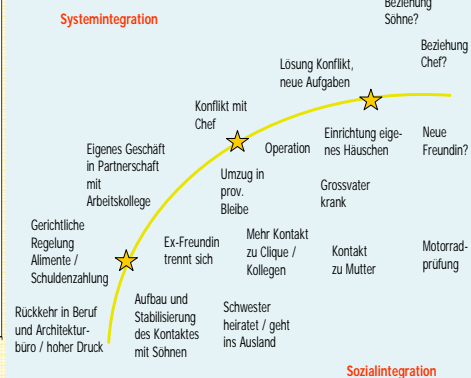 Beziehung
Söhne?
Systemintegration
Beziehung
Chef?
Lösung Konflikt,
neue Aufgaben
Konflikt mit
Chef
Eigenes Geschäft
in Partnerschaft
mit
Arbeitskollege
Operation
Einrichtung eige-
nes Häuschen
Neue
Freundin?
Umzug in
prov.
Bleibe
Grossvater
krank
Gerichtliche
Regelung
Alimente /
Schuldenzahlung
Ex-Freundin
trennt sich
Mehr Kontakt
zu Clique /
Kollegen
Kontakt
zu Mutter
Motorrad-
prüfung
Rückkehr in Beruf
und Architektur-
büro / hoher Druck
Aufbau und
Stabilisierung
des Kontaktes
mit Söhnen
Schwester
heiratet / geht
ins Ausland
Sozialintegration